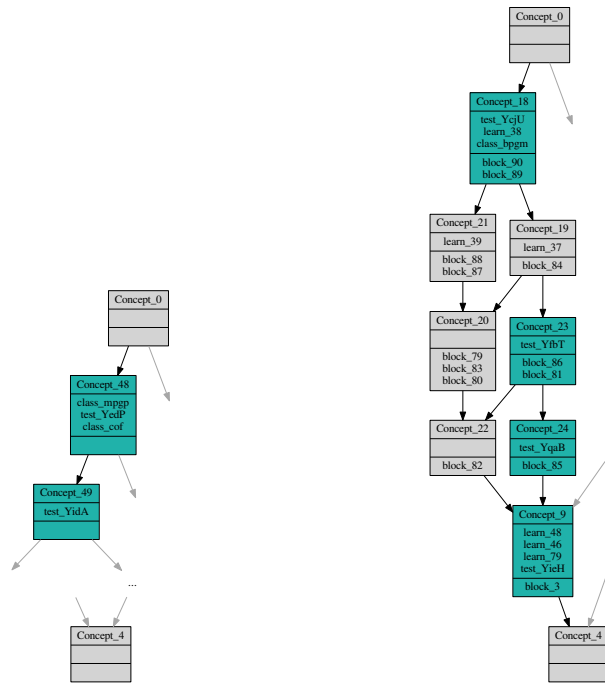 Concept_0
Concept_48
class_mpgp
test_YedP
class_cof
Concept_49
test_YidA
...
Concept_4
Concept_0
Concept_18
test_YcjU
learn_38
class_bpgm
block_90
block_89
Concept_21
learn_39
block_88
block_87
Concept_19
learn_37
block_84
Concept_20
block_79
block_83
block_80
Concept_23
test_YfbT
block_86
block_81
Concept_22
block_82
Concept_24
test_YqaB
block_85
Concept_9
learn_48
learn_46
learn_79
test_YieH
block_3
Concept_4